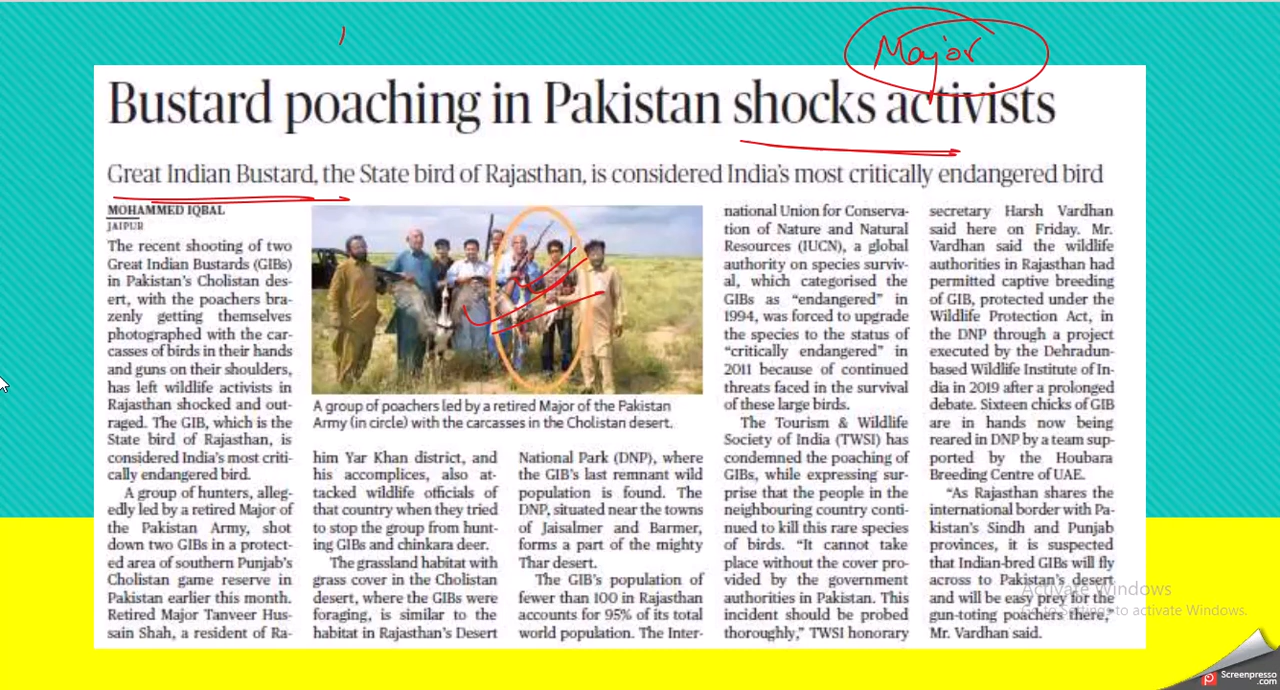 Major
Bustard poaching in Pakistan shocks activists
Great Indian Bustard, the State bird of Rajasthan, is considered India's most critically endangered bird
MOHAMMED IQBAL
JAIPUR
The recent shooting of two
Great Indian Bustards (GIBs)
in Pakistan's Cholistan des-
ert, with the poachers bra-
zenly getting themselves
photographed with the car-
casses of birds in their hands
and guns on their shoulders,
has left wildlife activists in
Rajasthan shocked and out-
raged. The GIB, which is the
State bird of Rajasthan, is
considered India's most criti-
cally endangered bird.
A group of hunters, alleg-
edly led by a retired Major of
the Pakistan Army, shot
down two GIBs in a protect-
ed area of southern Punjab's
Cholistan game reserve in
Pakistan earlier this month.
Retired Major Tanveer Hus-
sain Shah, a resident of Ra-
A group of poachers led by a retired Major of the Pakistan
Army (in circle) with the carcasses in the Cholistan desert.
him Yar Khan district, and
his accomplices, also at-
tacked wildlife officials of
that country when they tried
to stop the group from hunt-
ing GIBs and chinkara deer.
The grassland habitat with
grass cover in the Cholistan
desert, where the GIBs were
foraging, is similar to the
habitat in Rajasthan's Desert
National Park (DNP), where
the GIB's last remnant wild
population is found. The
DNP, situated near the towns
of Jaisalmer and Barmer,
forms a part of the mighty
Thar desert.
The GIB's population of
fewer than 100 in Rajasthan
accounts for 95% of its total
world population. The Inter-
national Union for Conserva-
tion of Nature and Natural
Resources (IUCN), a global
authority on species surviv-
al, which categorised the
GIBs as "endangered" in
1994, was forced to upgrade
the species to the status of
"critically endangered" in
2011 because of continued
threats faced in the survival
of these large birds.
The Tourism & Wildlife
Society of India (TWSI) has
condemned the poaching of
GIBs, while expressing sur-
prise that the people in the
neighbouring country conti-
nued to kill this rare species
of birds. "It cannot take
place without the cover pro-
vided by the government
authorities in Pakistan. This
incident should be probed
thoroughly," TWSI honorary
secretary Harsh Vardhan
said here on Friday. Mr.
Vardhan said the wildlife
authorities in Rajasthan had
permitted captive breeding
of GIB, protected under the
Wildlife Protection Act, in
the DNP through a project
executed by the Dehradun-
based Wildlife Institute of In-
dia in 2019 after a prolonged
debate. Sixteen chicks of GIB
are in hands now being
reared in DNP by a team sup-
ported by the Houbara
Breeding Centre of UAE.
"As Rajasthan shares the
international border with Pa-
kistan's Sindh and Punjab
provinces, it is suspected
that Indian-bred GIBs will fly
across to Pakistan's desert
and will be easy prey for the
gun-toting poachers there,"
Mr. Vardhan said.
Activate Windows
Go to Settings to activate Windows.
Screenpresso
.com